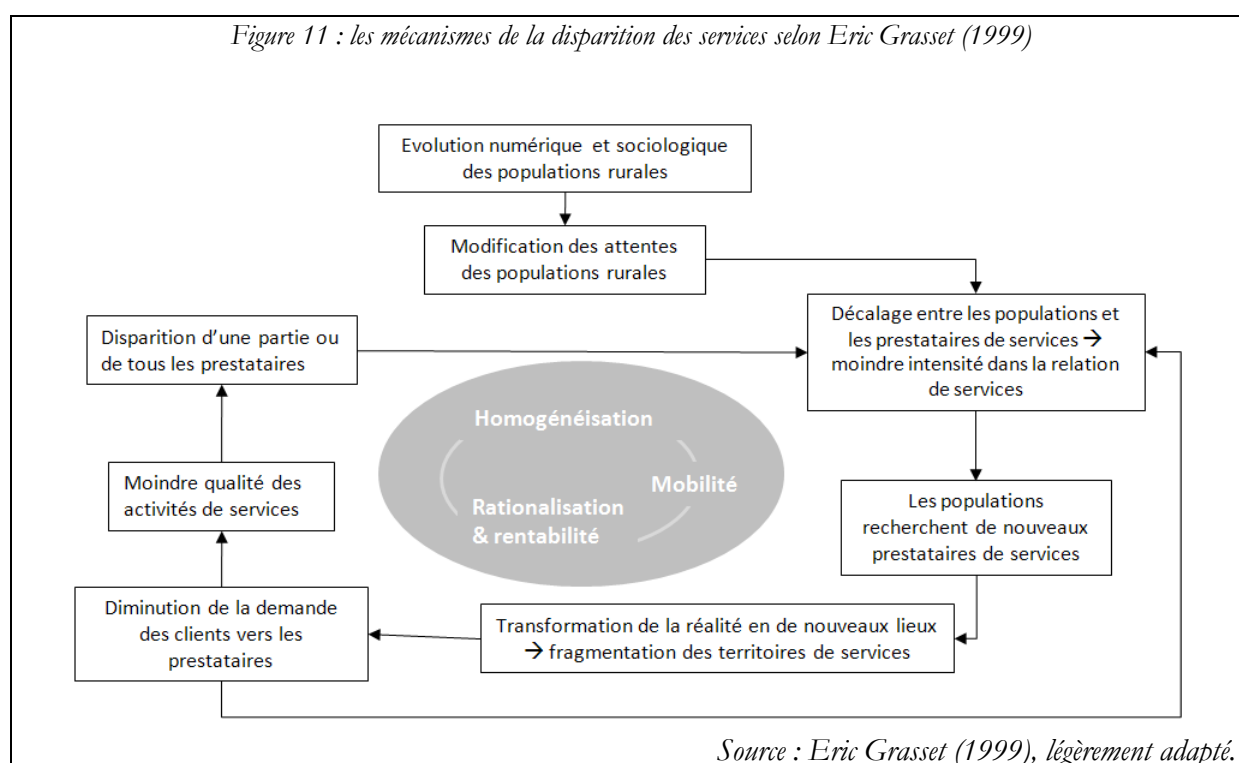 Figure 11 : les mécanismes de la disparition des services selon Eric Grasset (1999)
Evolution numérique et sociologique
des populations rurales
Modification des attentes
des populations rurales
Décalage entre les populations et
les prestataires de services →
moindre intensité dans la relation
de services
Disparition d’une partie ou
de tous les prestataires
Homogénéisation
Mobilité
Rationalisation
& rentabilité
Moindre qualité des
activités de services
Les populations
recherchent de nouveaux
prestataires de services
Diminution de la demande
des clients vers les
prestataires
Transformation de la réalité en de nouveaux lieux
→ fragmentation des territoires de services
Source : Eric Grasset (1999), légèrement adapté.